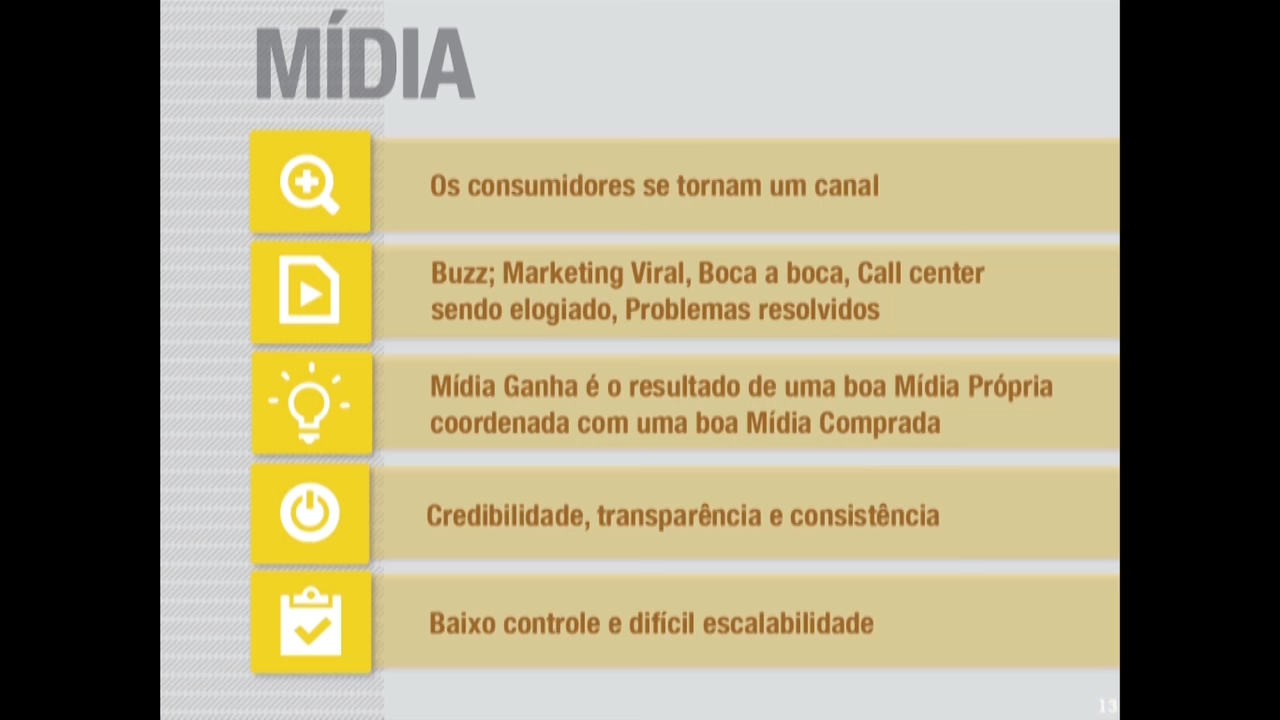 MÍDIA
Os consumidores se tornam um canal
Buzz; Marketing Viral, Boca a boca, Call center
sendo elogiado, Problemas resolvidos
Mídia Ganha é o resultado de uma boa Mídia Própria
coordenada com uma boa Mídia Comprada
Credibilidade, transparência e consistência
Baixo controle e difícil escalabilidade
13